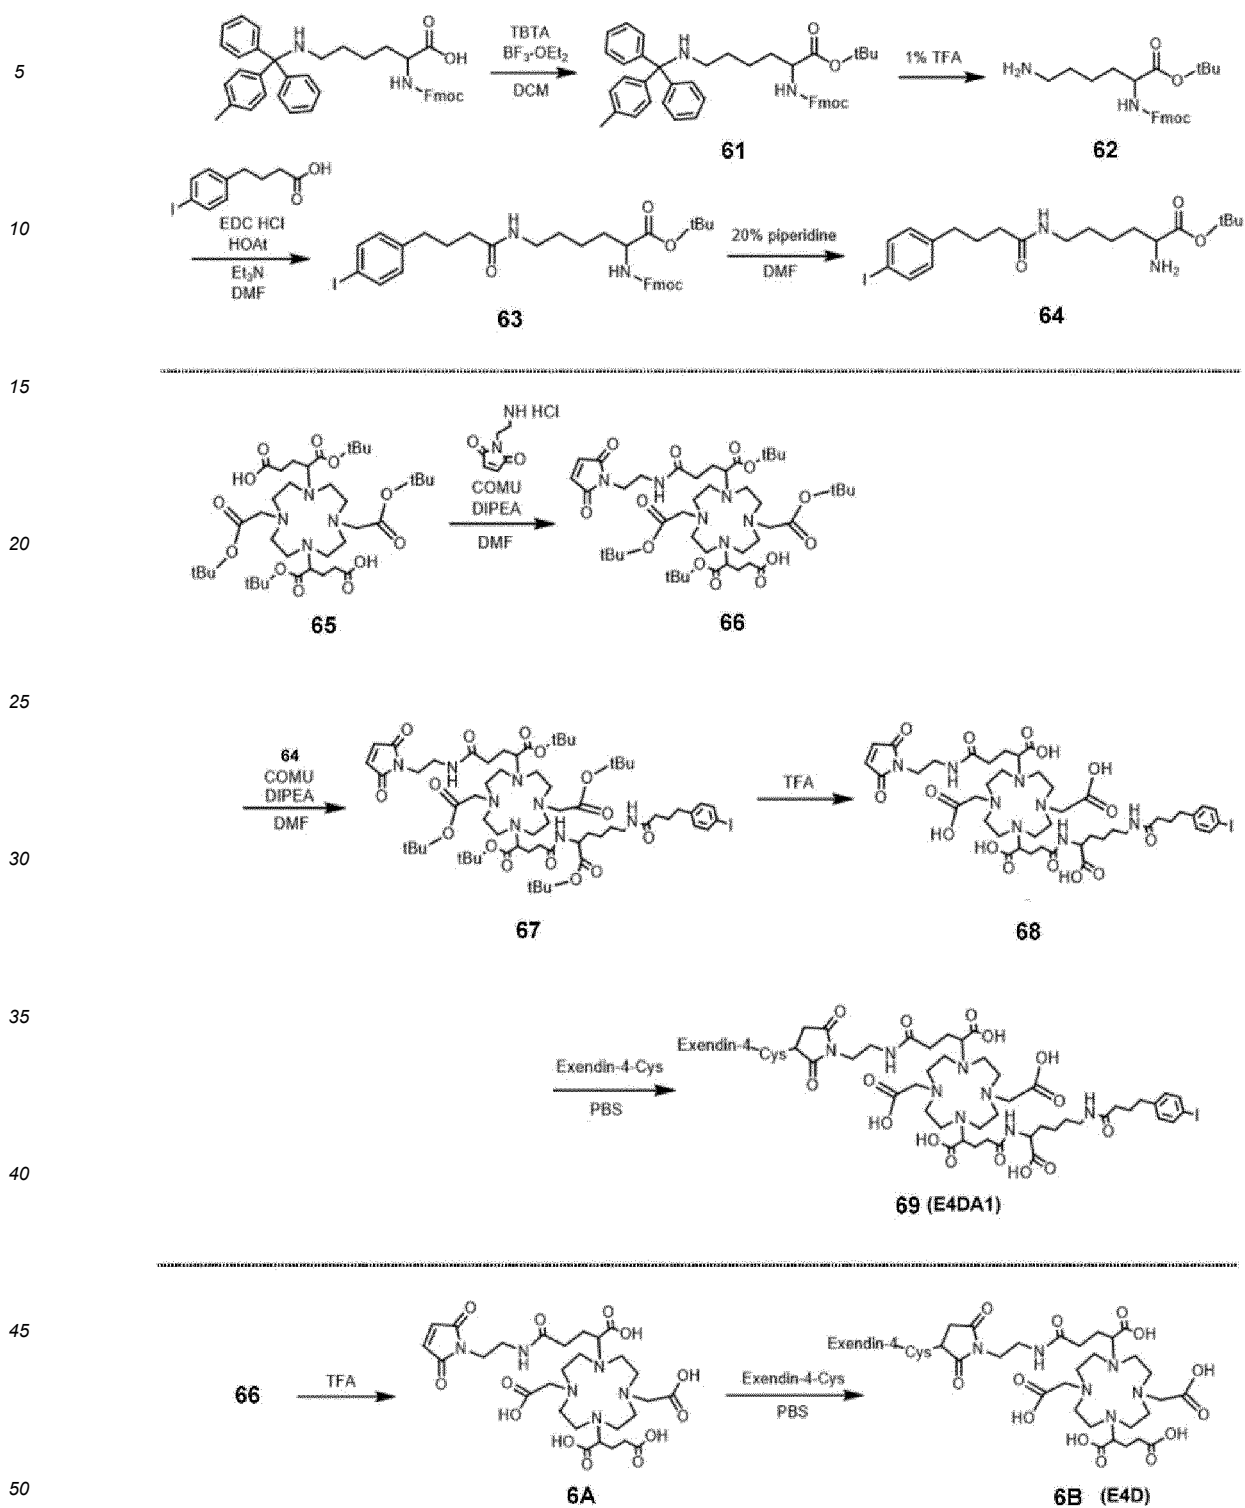 5
TBTA
BF3-OEt2
DCM
1% TFA
61
62
EDC HCl
HOAt
Et3N
DMF
10
20% piperidine
DMF
63
64
15
NH HCl
COMU
DIPEA
DMF
20
65
66
25
64
COMU
DIPEA
DMF
TFA
30
67
68
35
Exendin-4-Cys
PBS
Exendin-4
Cys
40
69 (E4DA1)
45
66
TFA
Exendin-4-Cys
PBS
Exendin-4
Cys
50
6A
6B (E4D)